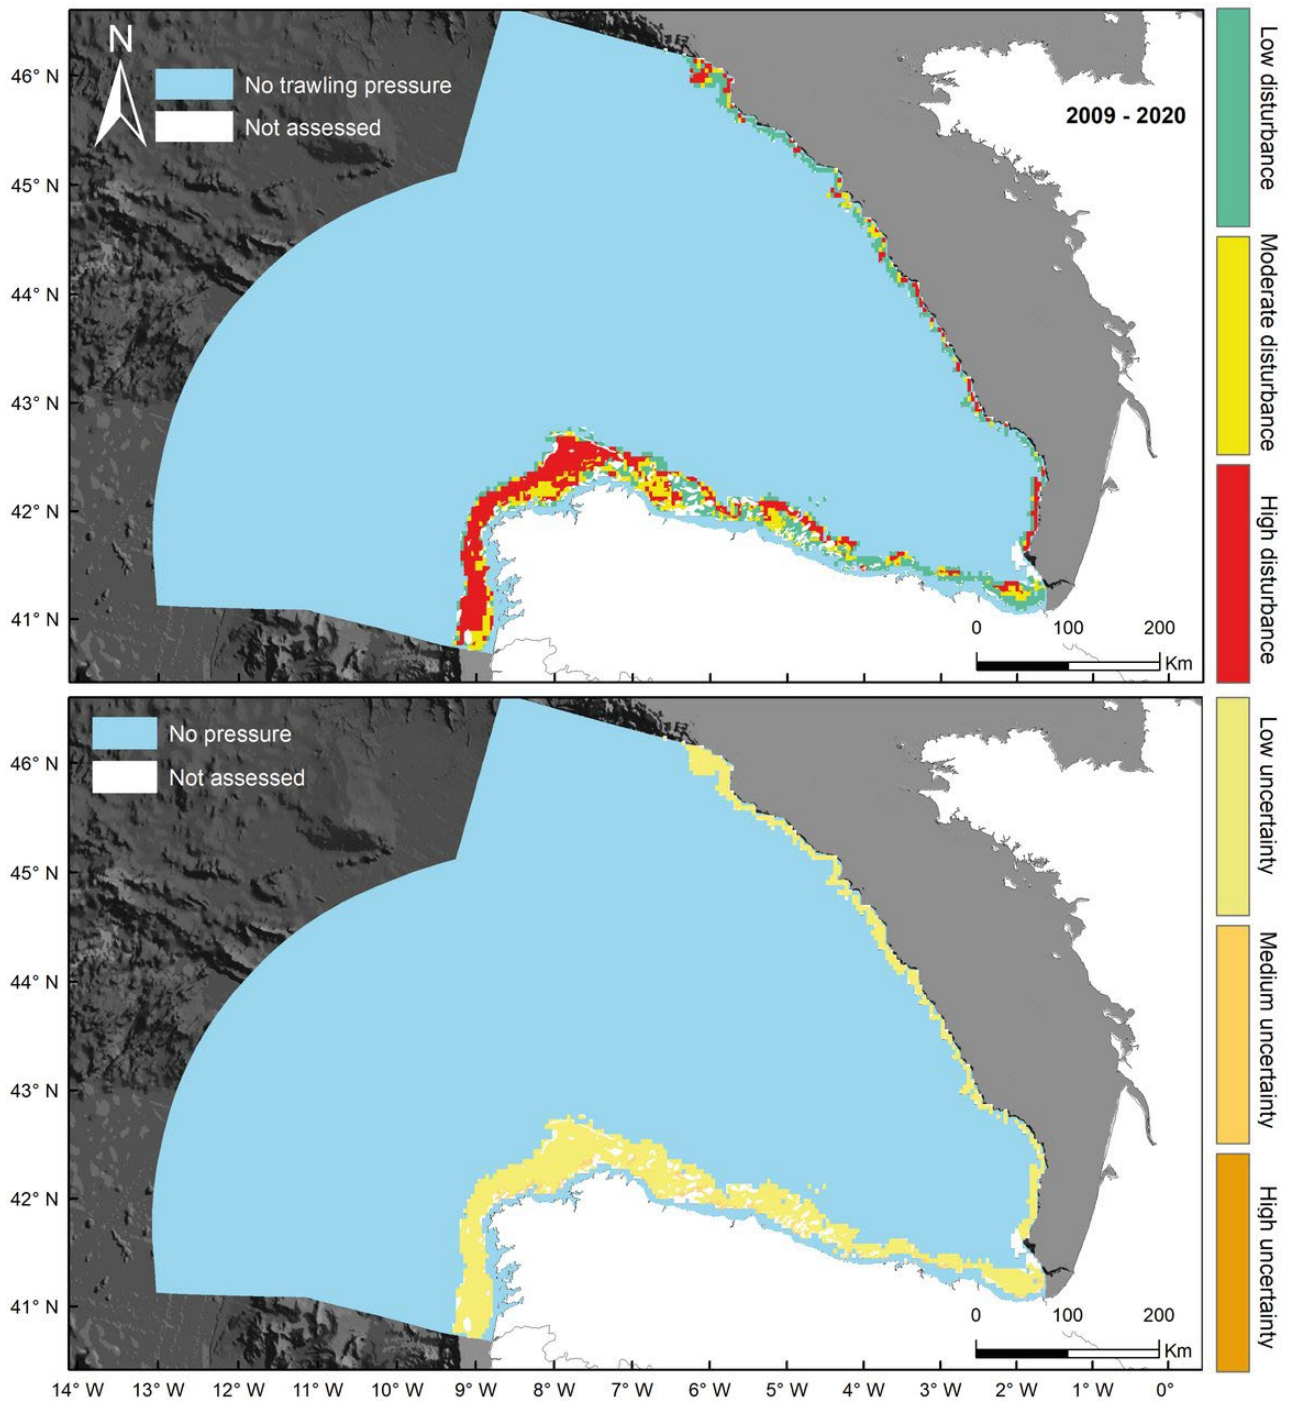 N
No trawling pressure
Not assessed
2009 - 2020
46° N
45° N
44° N
43° N
42° N
41° N
0 100 200
Km
Low disturbance
Moderate disturbance
High disturbance
No pressure
Not assessed
46° N
45° N
44° N
43° N
42° N
41° N
0 100 200
Km
Low uncertainty
Medium uncertainty
High uncertainty
14° W 13° W 12° W 11° W 10° W 9° W 8° W 7° W 6° W 5° W 4° W 3° W 2° W 1° W 0°